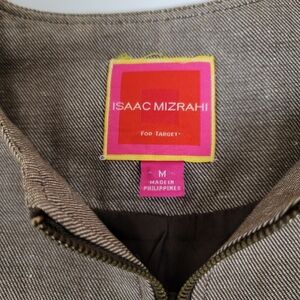 ISAAC MIZRAHI
FOR TARGET
M
MADE IN
PHILIPPINES